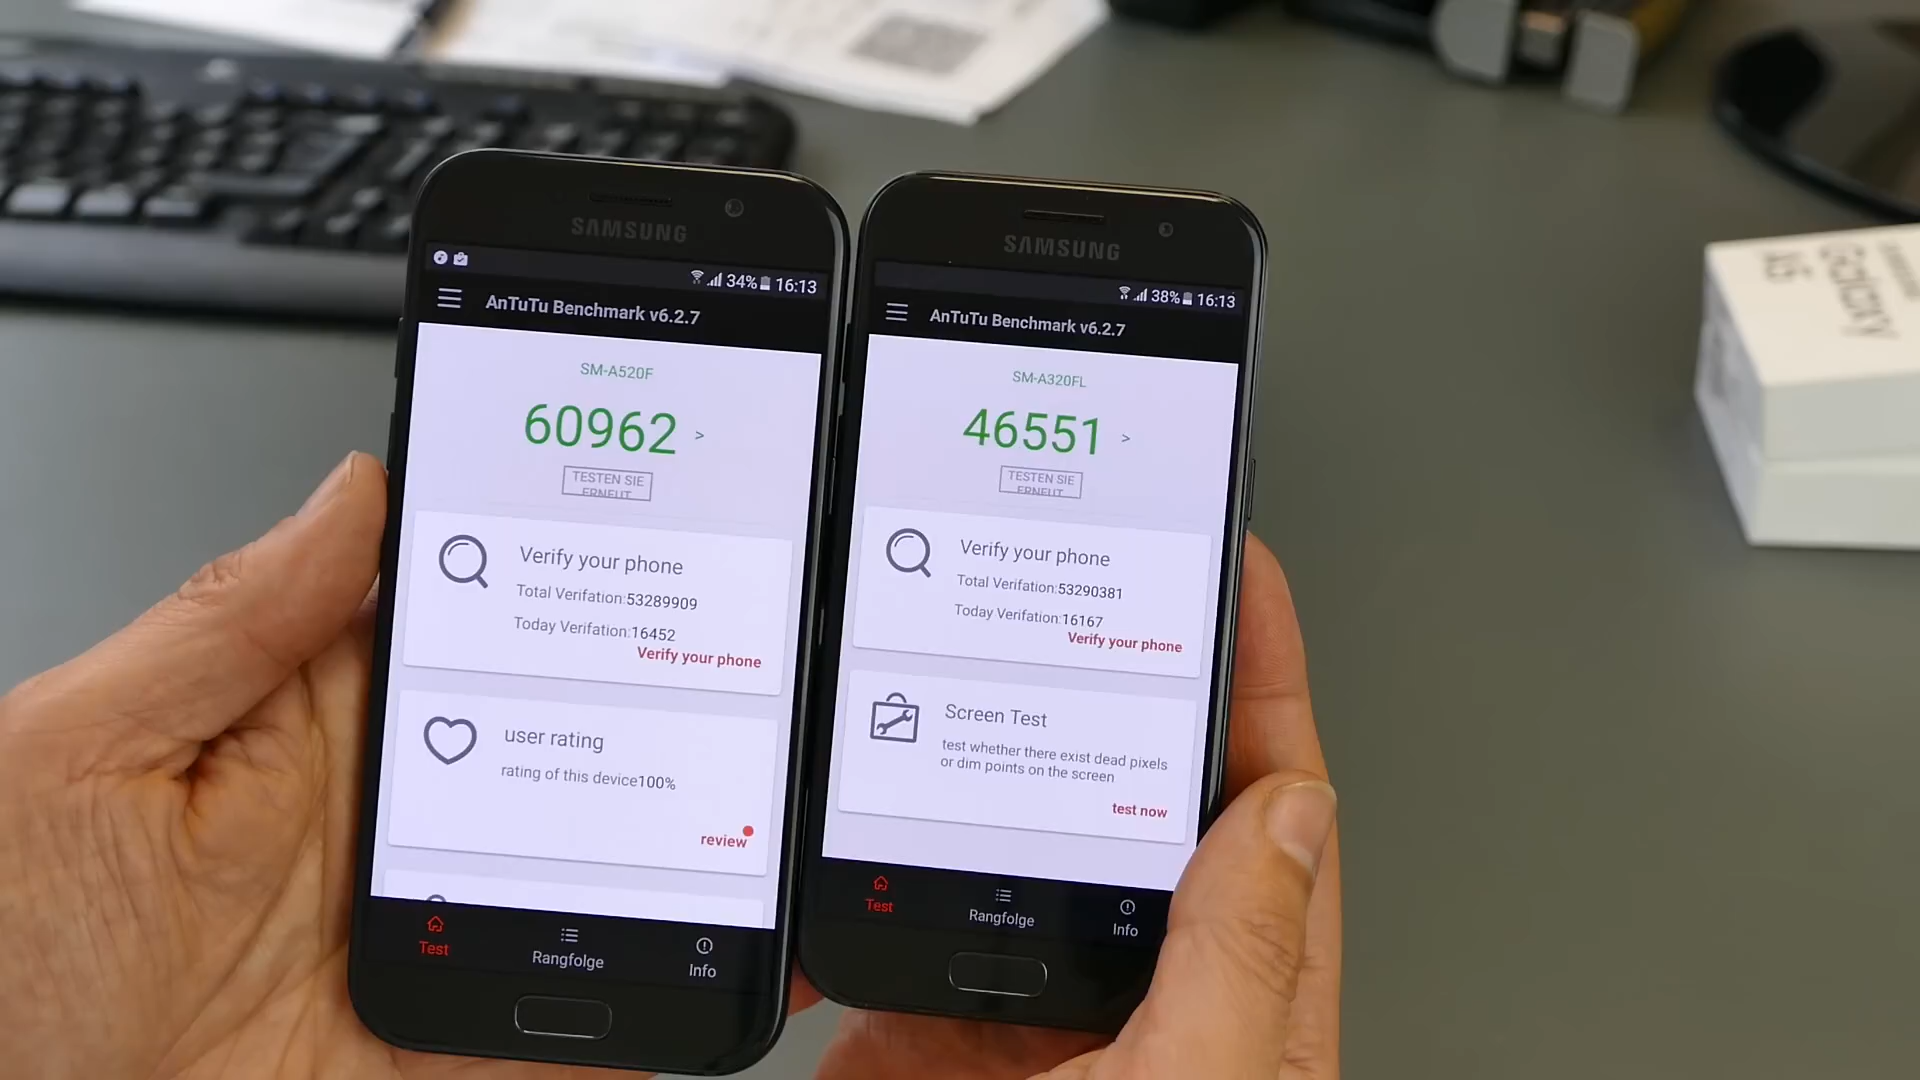 SAMSUNG
34% 16:13
AnTuTu Benchmark v6.2.7
SM-A520F
60962 >
TESTEN SIE
ERNEUT
Verify your phone
Total Verifation:53289909
Today Verifation:16452
Verify your phone
user rating
rating of this device100%
review
Test
Rangfolge
Info
SAMSUNG
38% 16:13
AnTuTu Benchmark v6.2.7
SM-A320FL
46551 >
TESTEN SIE
ERNEUT
Verify your phone
Total Verifation:53290381
Today Verifation:16167
Verify your phone
Screen Test
test whether there exist dead pixels
or dim points on the screen
test now
Test
Rangfolge
Info
Galaxy